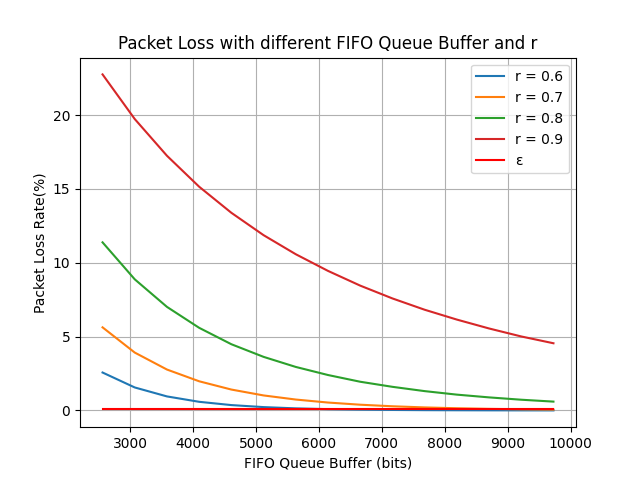 Packet Loss with different FIFO Queue Buffer and r
r = 0.6
r = 0.7
r = 0.8
r = 0.9
ε
Packet Loss Rate(%)
20
15
10
5
0
3000 4000 5000 6000 7000 8000 9000 10000
FIFO Queue Buffer (bits)